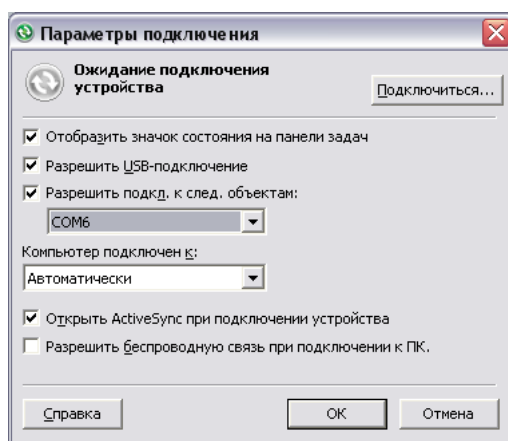 Параметры подключения
Ожидание подключения
устройства
Подключиться...
Отобразить значок состояния на панели задач
Разрешить USB-подключение
Разрешить подкл. к след. объектам:
COM6
Компьютер подключен к:
Автоматически
Открыть ActiveSync при подключении устройства
Разрешить беспроводную связь при подключении к ПК.
Справка
ОК
Отмена